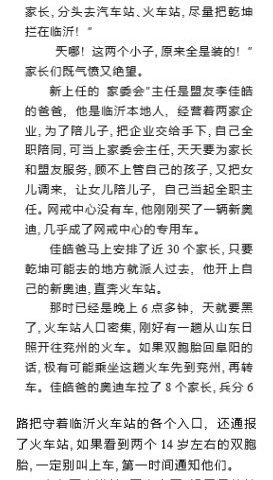 家长,分头去汽车站、火车站,尽量把乾坤
拦在临沂！”
天哪！这两个小子,原来全是装的！”
家长们既气愤又绝望。
新上任的“家委会”主任是盟友李佳皓
的爸爸，他是临沂本地人，经营着两家企
业,为了陪儿子,把企业交给手下,自己全
职陪同,可当上家委会主任,天天要为家长
和盟友服务,顾不上管自己的孩子,又把女
儿调来，让女儿陪儿子，自己当起全职主
任。网戒中心没有车,他刚刚买了一辆新奥
迪,几乎成了网戒中心的专用车。
佳皓爸马上安排了近 30 个家长,只要
乾坤可能去的地方就派人过去，他开上自
己的新奥迪,直奔火车站。
那时已经是晚上 6 点多钟，天就要黑
了,火车站人口密集,刚好有一趟从山东日
照开往兖州的火车。如果双胞胎回阜阳的
话,极有可能乘坐这趟火车先到兖州,再转
车。佳皓爸的奥迪车拉了 8 个家长,兵分 6
路把守着临沂火车站的各个入口，还通报
了火车站,如果看到两个 14 岁左右的双胞
胎,一定别叫上车,第一时间通知他们。